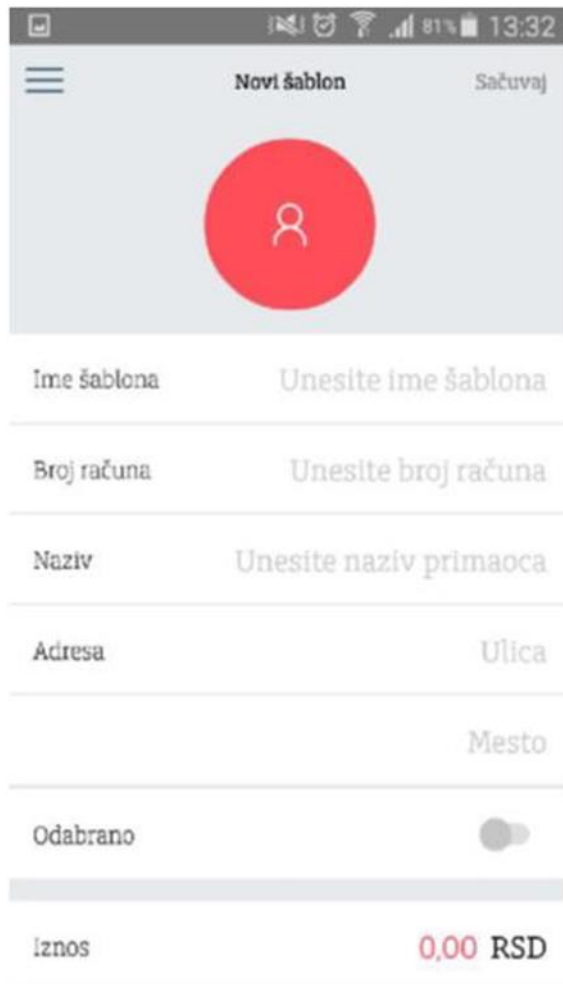 81% 13:32
Novi šablon Sačuvaj
Ime šablona Unesite ime šablona
Broj računa Unesite broj računa
Naziv Unesite naziv primaoca
Adresa Ulica
Mesto
Odabrano
Iznos 0,00 RSD